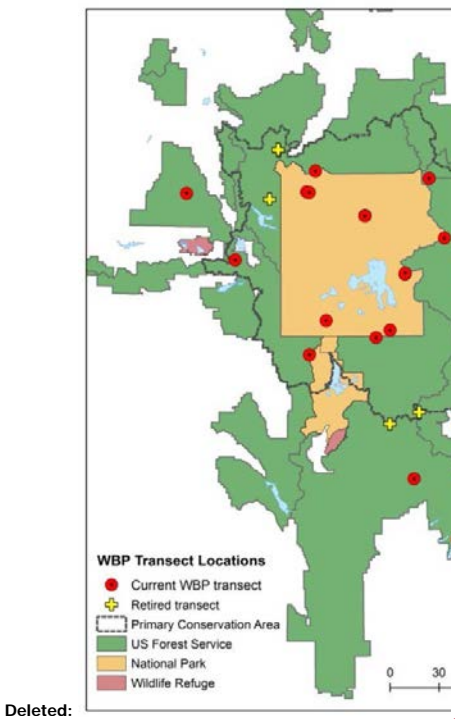 WBP Transect Locations
Current WBP transect
Retired transect
Primary Conservation Area
US Forest Service
National Park
Wildlife Refuge
0 30
Deleted: